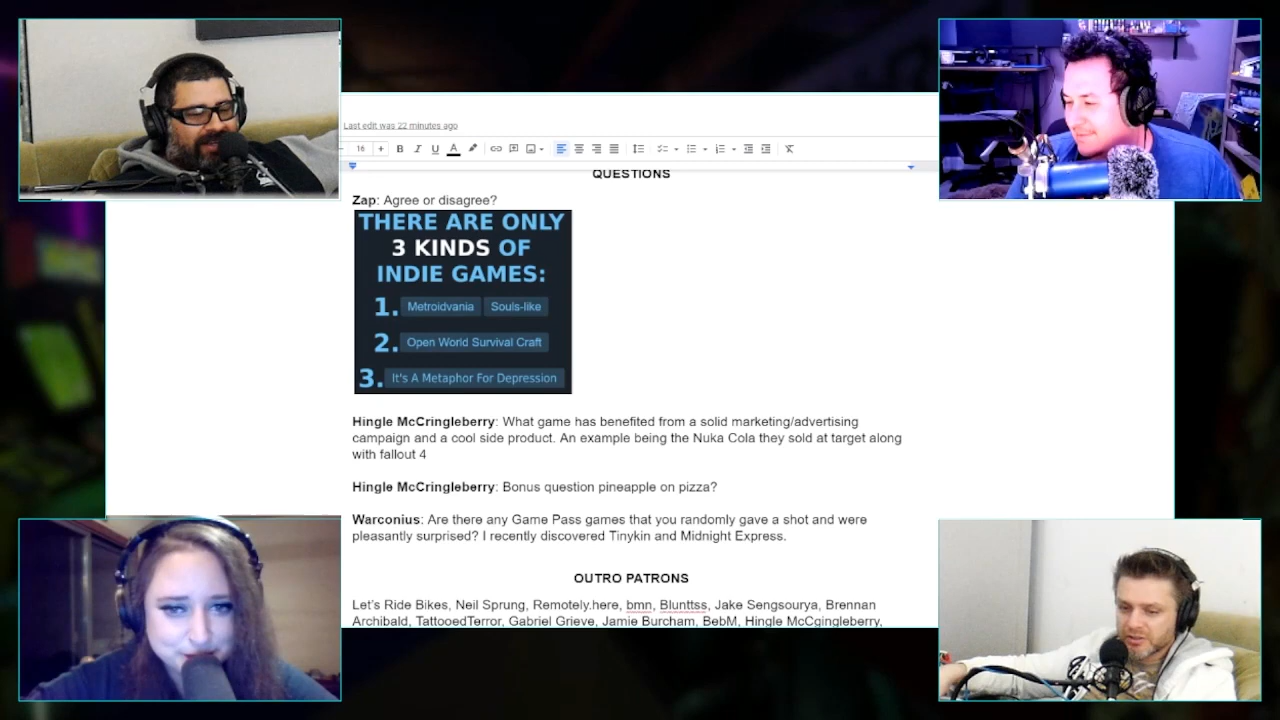 Last edit was 22 minutes ago
16
B I U A
QUESTIONS
Zap: Agree or disagree?
THERE ARE ONLY
3 KINDS OF
INDIE GAMES:
1. Metroidvania Souls-like
2. Open World Survival Craft
3. It's A Metaphor For Depression
Hingle McCringleberry: What game has benefited from a solid marketing/advertising
campaign and a cool side product. An example being the Nuka Cola they sold at target along
with fallout 4
Hingle McCringleberry: Bonus question pineapple on pizza?
Warconius: Are there any Game Pass games that you randomly gave a shot and were
pleasantly surprised? I recently discovered Tinykin and Midnight Express.
OUTRO PATRONS
Let's Ride Bikes, Neil Sprung, Remotely.here, bmn, Blunttss, Jake Sengsourya, Brennan
Archibald, TattooedTerror, Gabriel Grieve, Jamie Burcham, BebM, Hingle McCgingleberry,